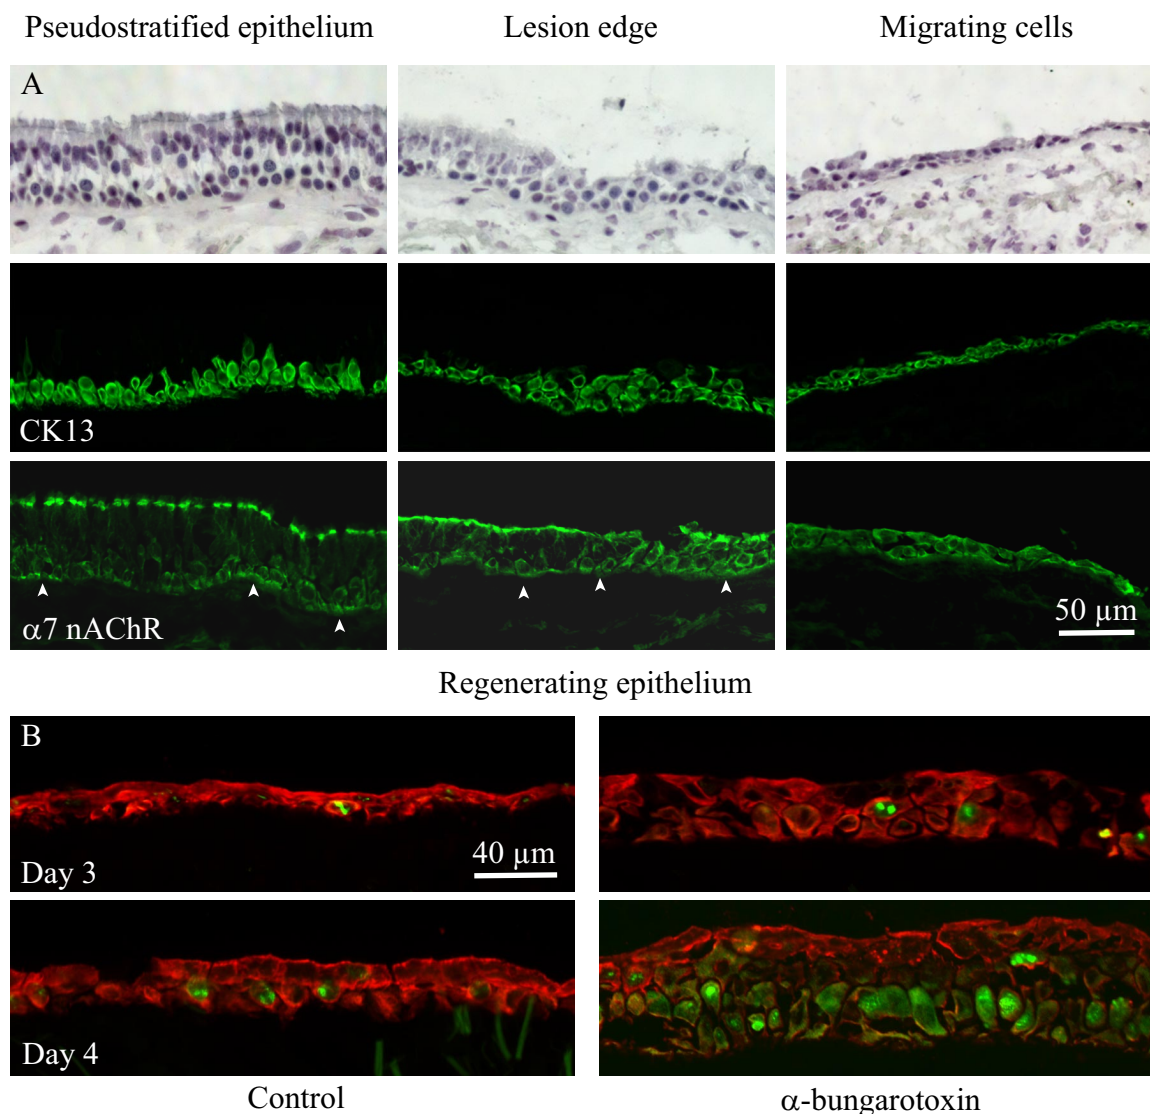 Pseudostratified epithelium
Lesion edge
Migrating cells
A
CK13
α7 nAChR
50 µm
Regenerating epithelium
B
Day 3
40 µm
Day 4
Control
α-bungarotoxin